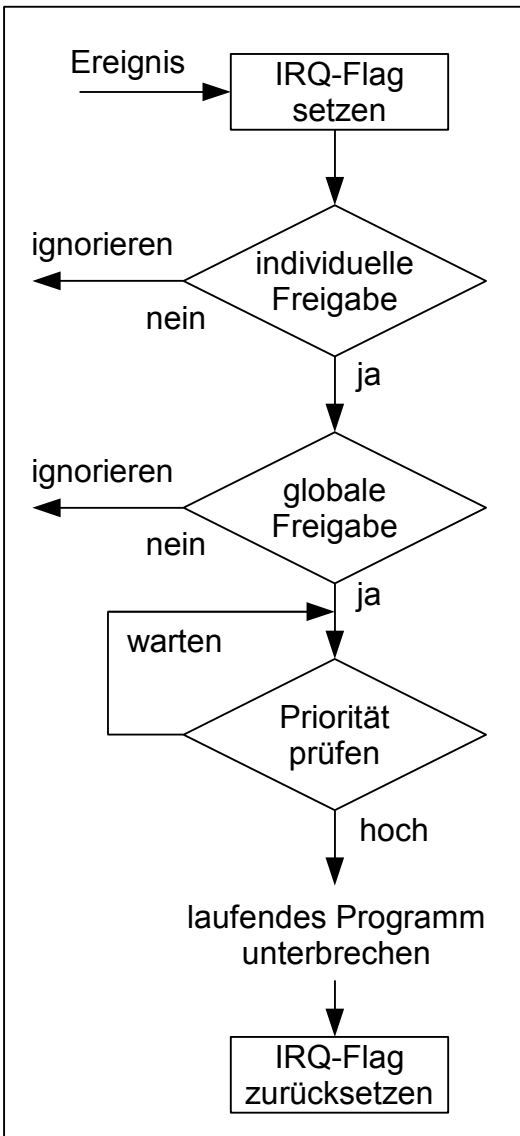 Ereignis
IRQ-Flag
setzen
ignorieren
individuelle
Freigabe
nein
ja
ignorieren
globale
Freigabe
nein
ja
warten
Priorität
prüfen
hoch
laufendes Programm
unterbrechen
IRQ-Flag
zurücksetzen